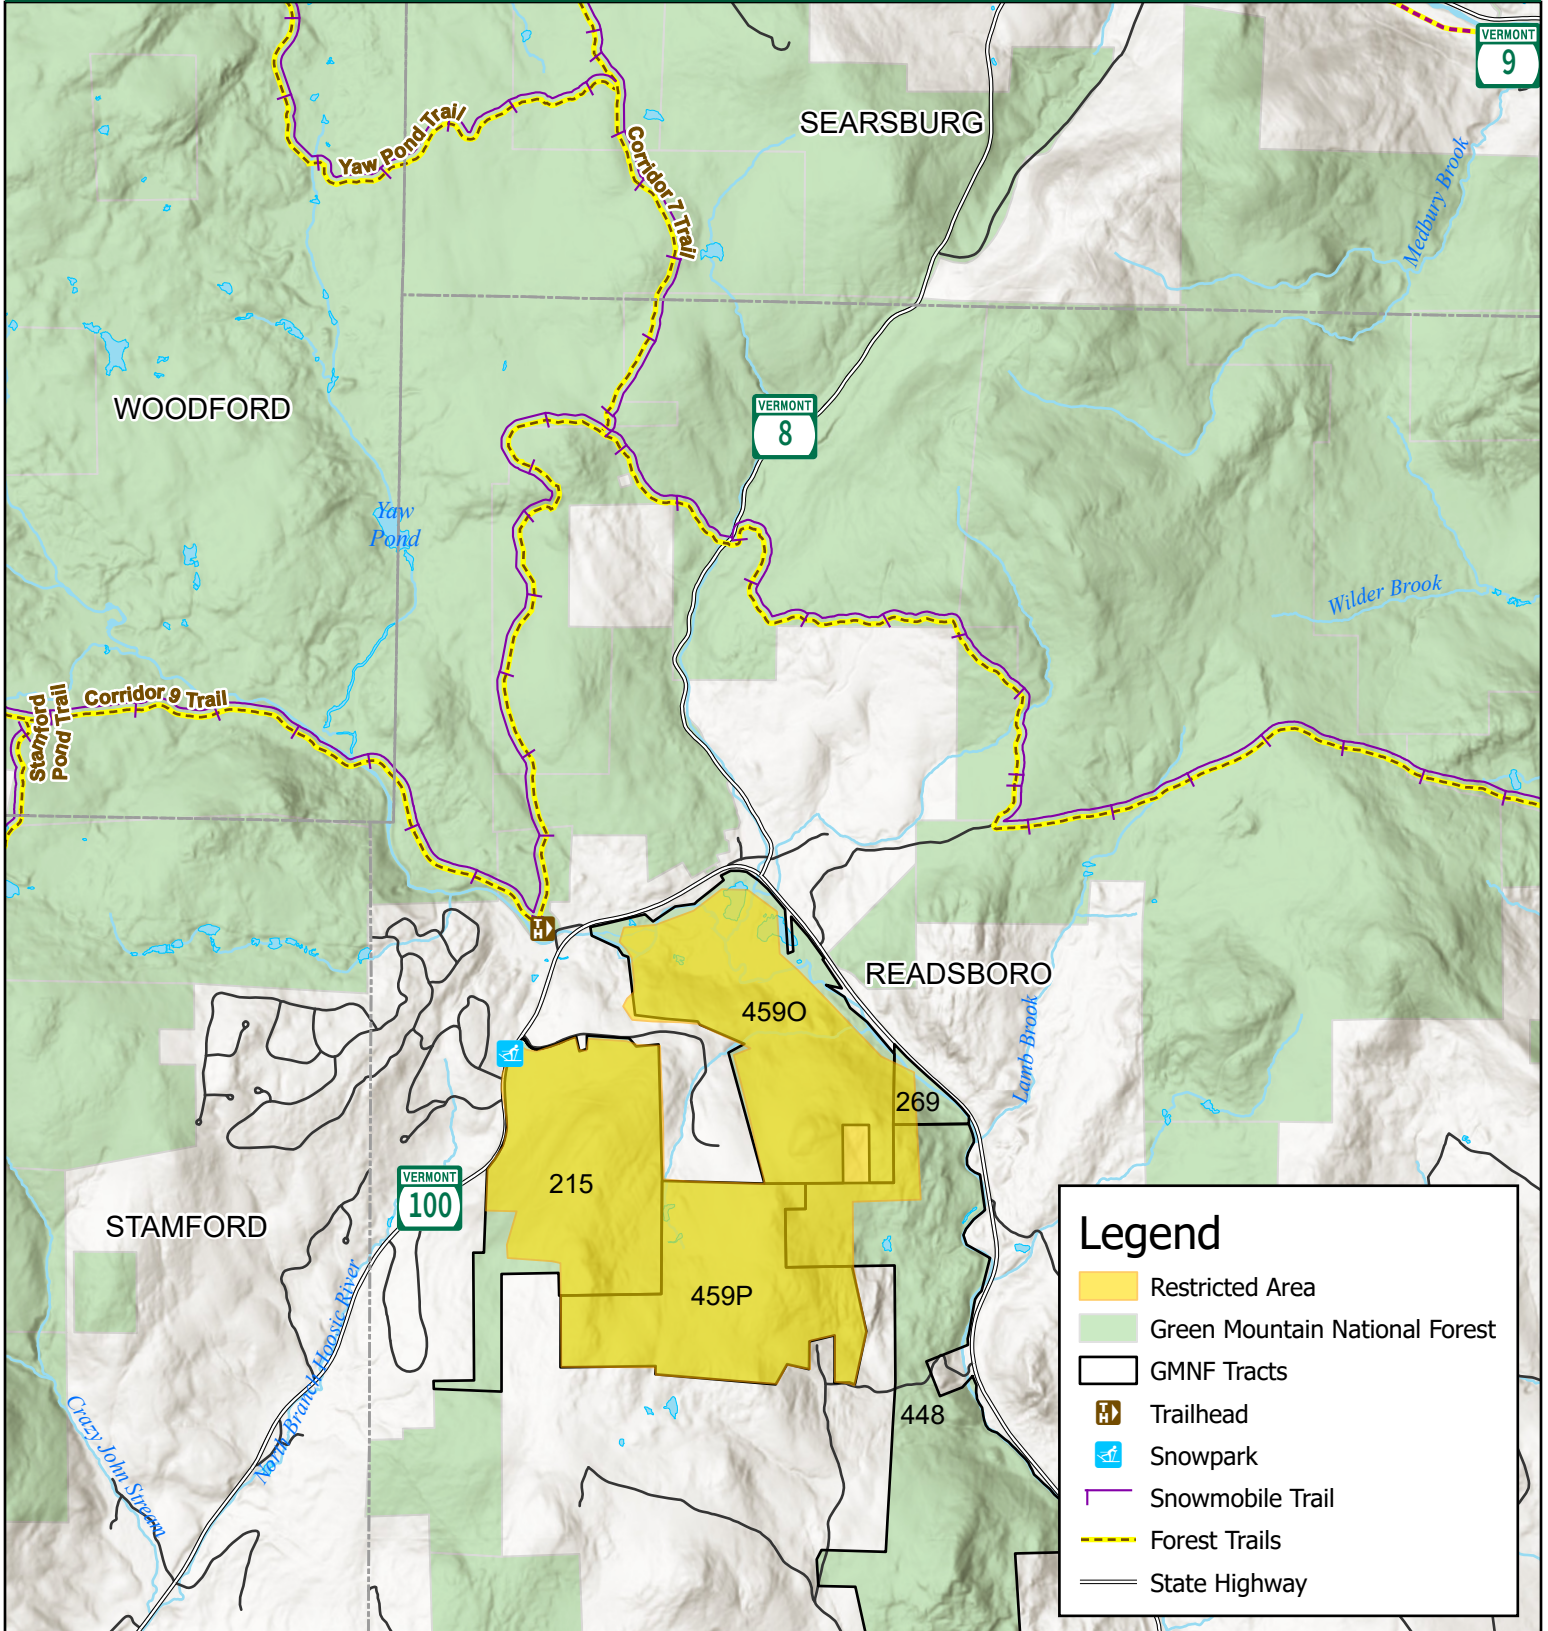 VERMONT
9
SEARSBURG
Yaw Pond Trail
Corridor 7 Trail
Medbury Brook
WOODFORD
VERMONT
8
Yaw
Pond
Wilder Brook
Stamford
Pond Trail
Corridor 9 Trail
READSBORO
459O
Lamb Brook
269
215
VERMONT
100
STAMFORD
459P
North Branch Hoosic River
Crazy John Stream
448
Legend
Restricted Area
Green Mountain National Forest
GMNF Tracts
TH
Trailhead
Snowpark
Snowmobile Trail
Forest Trails
State Highway
TH